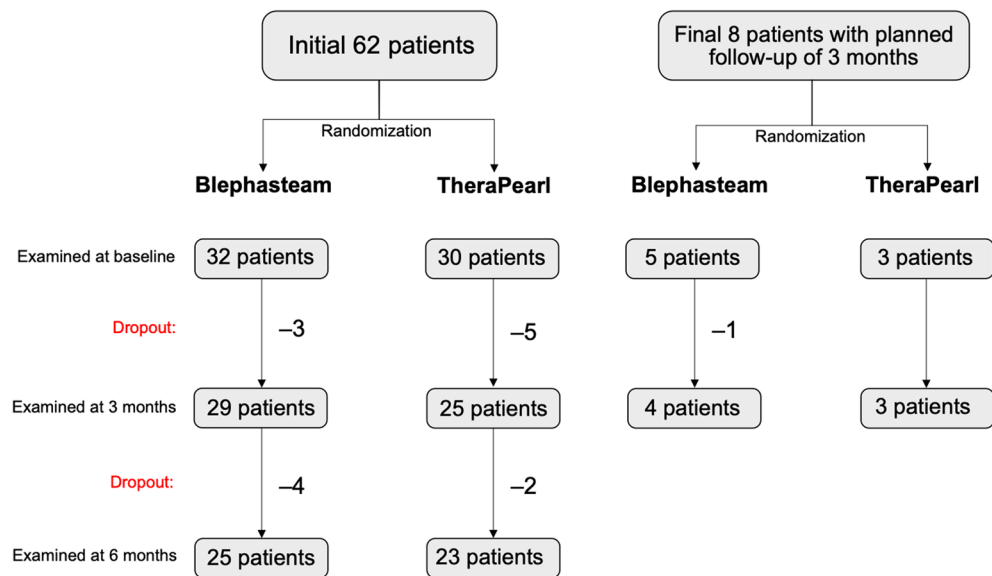 Initial 62 patients
Final 8 patients with planned
follow-up of 3 months
Randomization
Randomization
Blephasteam
TheraPearl
Blephasteam
TheraPearl
Examined at baseline
32 patients
30 patients
5 patients
3 patients
Dropout:
–3
–5
–1
Examined at 3 months
29 patients
25 patients
4 patients
3 patients
Dropout:
–4
–2
Examined at 6 months
25 patients
23 patients